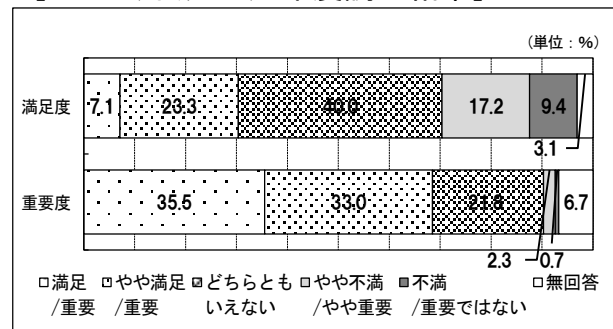 (単位:%)
満足度
7.1 23.3 40.0 17.2 9.4
3.1
重要度
35.5 33.0 21.8 6.7
2.3 0.7
□満足 □やや満足 どちらとも □やや不満 ■不満 □無回答
/重要 /重要 いえない /やや重要 /重要ではない